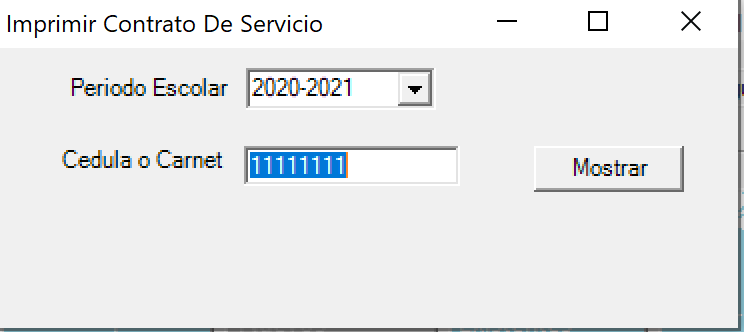 Imprimir Contrato De Servicio
Periodo Escolar 2020-2021
Cedula o Carnet 11111111 Mostrar